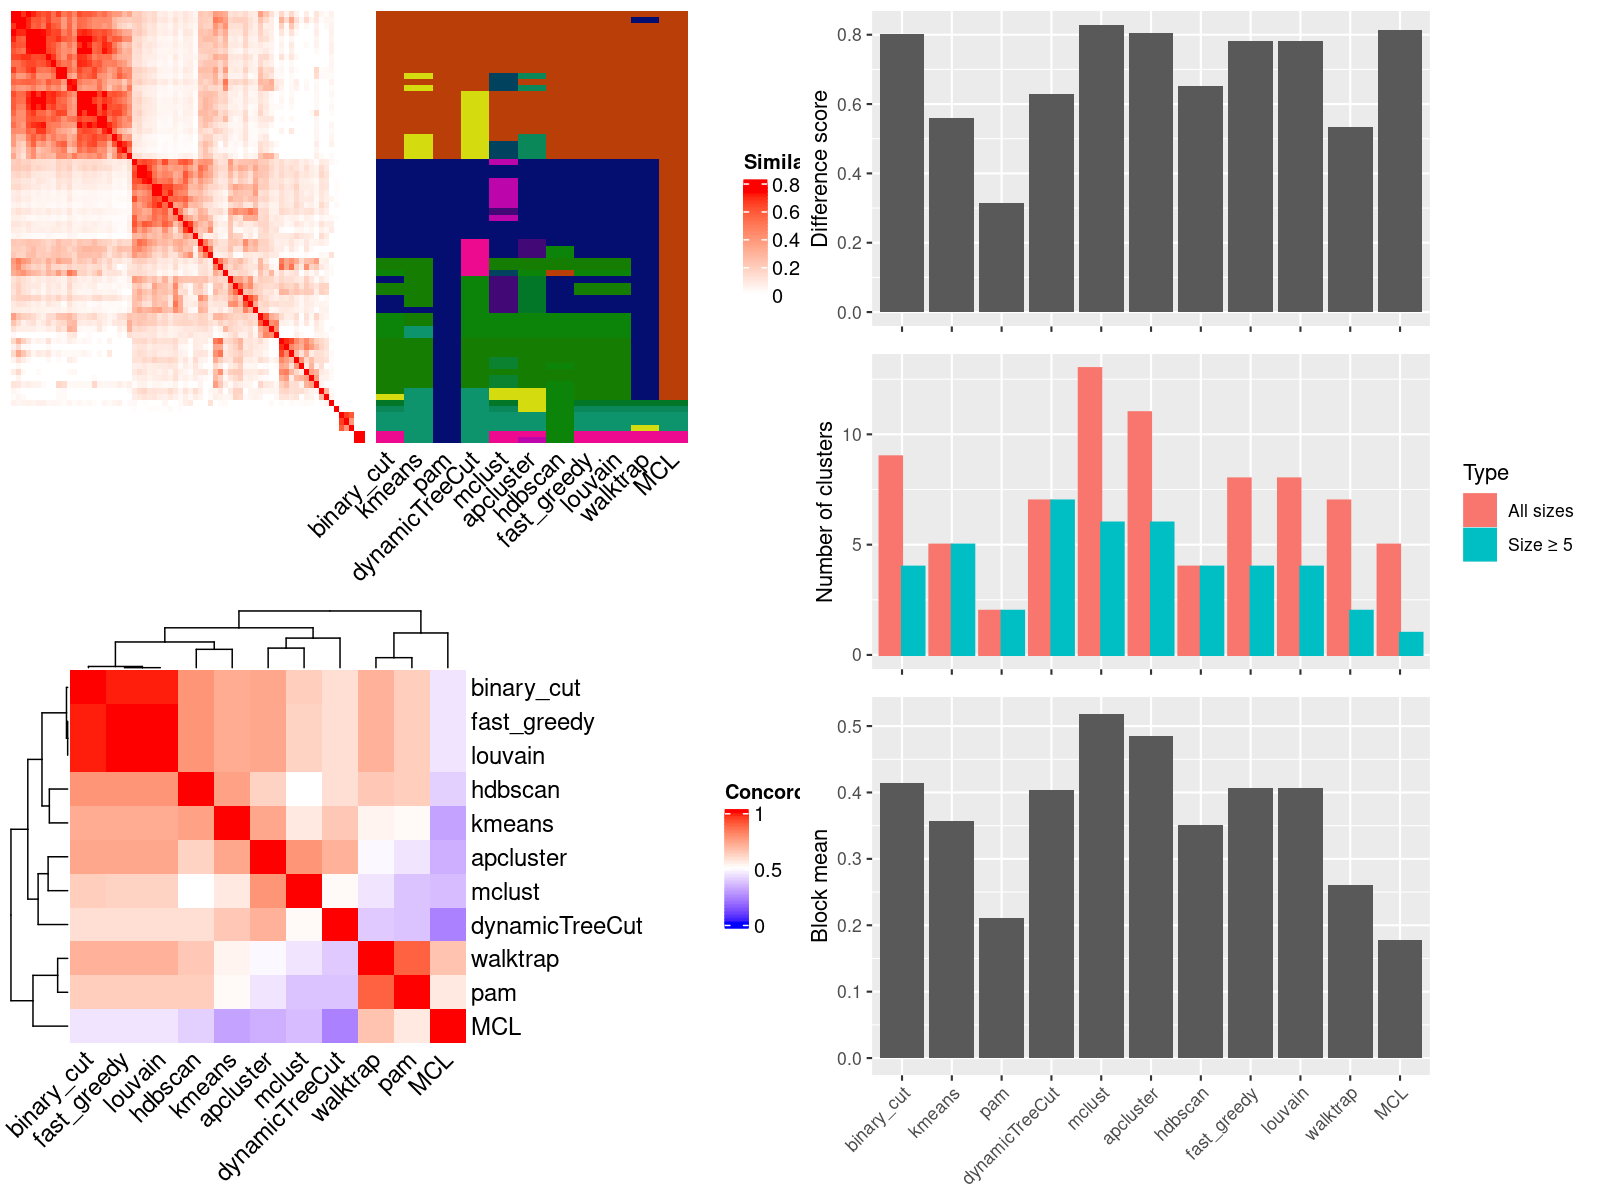 Simila
0.8
0.6
0.4
0.2
0
binary_cut
kmeans
pam
dynamicTreeCut
mclust
apcluster
hdbscan
fast_greedy
louvain
walktrap
MCL
binary_cut
fast_greedy
louvain
hdbscan
kmeans
apcluster
mclust
dynamicTreeCut
walktrap
pam
MCL
Concord
1
0.5
0
binary_cut
fast_greedy
louvain
hdbscan
kmeans
apcluster
mclust
dynamicTreeCut
walktrap
pam
MCL
Difference score
0.8
0.6
0.4
0.2
0.0
Number of clusters
10
5
0
Type
All sizes
Size ≥ 5
Block mean
0.5
0.4
0.3
0.2
0.1
0.0
binary_cut
kmeans
pam
dynamicTreeCut
mclust
apcluster
hdbscan
fast_greedy
louvain
walktrap
MCL